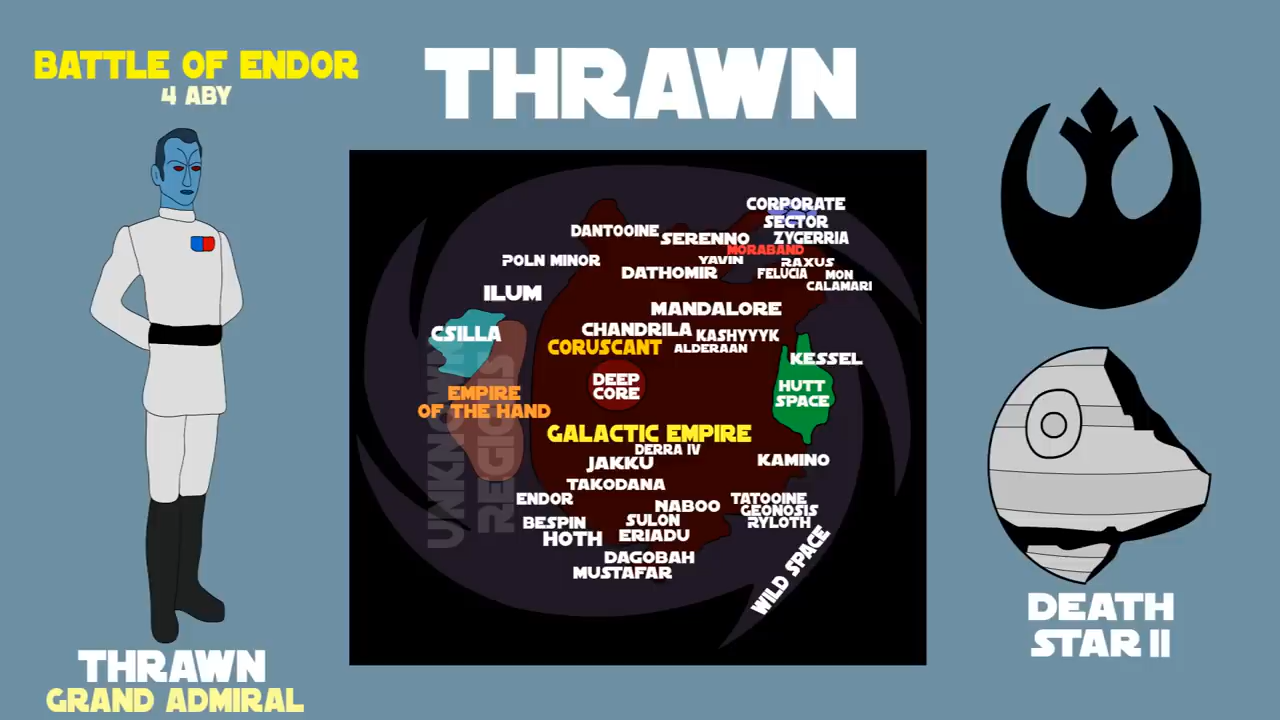 BATTLE OF ENDOR
4 ABY
THRAWN
CORPORATE
SECTOR
DANTOOINE
SERENNO
ZYGERRIA
MORABAND
POLN MINOR
YAVIN
RAXUS
DATHOMIR
FELUCIA
MON
CALAMARI
ILUM
MANDALORE
CSILLA
CHANDRILA
KASHYYYK
CORUSCANT
ALDERAAN
KESSEL
DEEP
CORE
HUTT
SPACE
EMPIRE
OF THE HAND
UNKNOWN
REGIONS
GALACTIC EMPIRE
DERRA IV
JAKKU
KAMINO
TAKODANA
ENDOR
NABOO
TATOOINE
GEONOSIS
BESPIN
SULON
RYLOTH
HOTH
ERIADU
DAGOBAH
MUSTAFAR
WILD SPACE
DEATH
STAR II
THRAWN
GRAND ADMIRAL